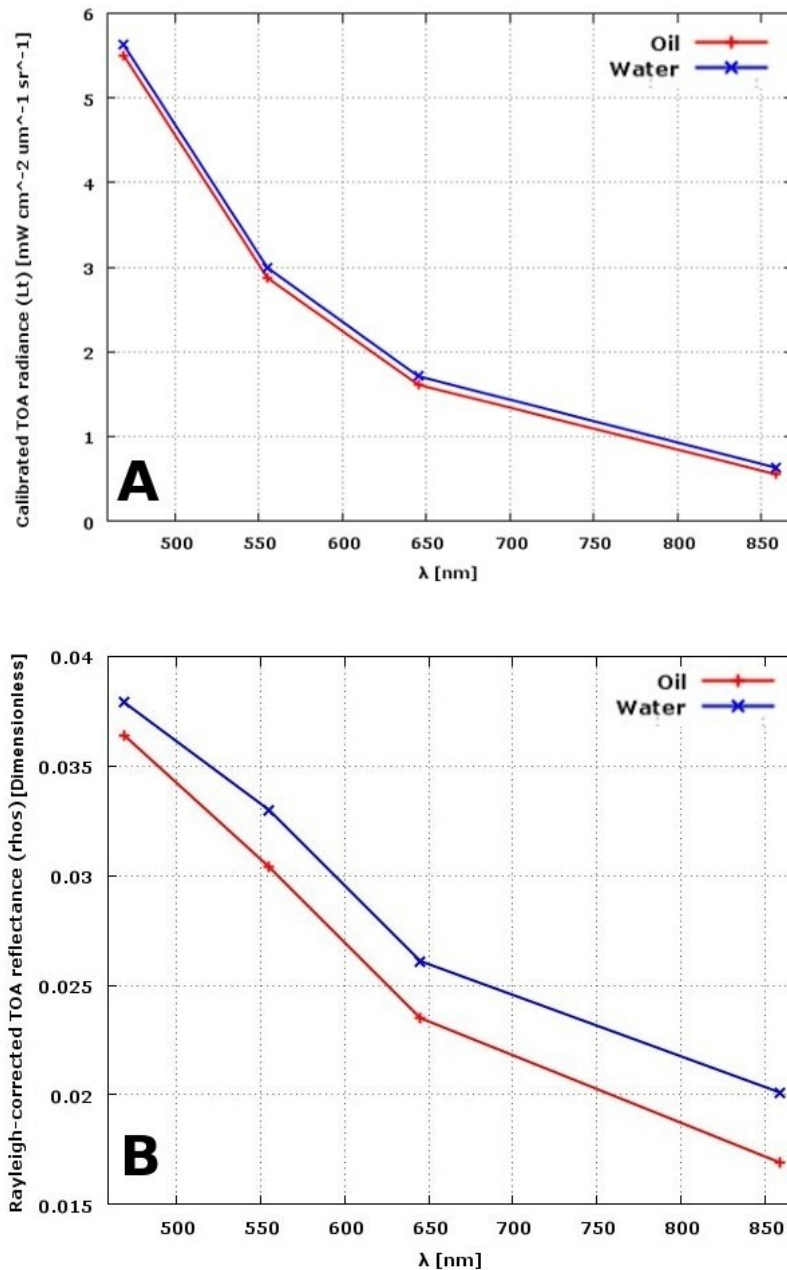 6
5
4
3
2
1
0
Calibrated TOA radiance (Lt) [mW cm^-2 um^-1 sr^-1]
Oil
Water
A
500 550 600 650 700 750 800 850
λ [nm]
0.04
0.035
0.03
0.025
0.02
0.015
Rayleigh-corrected TOA reflectance (rhos) [Dimensionless]
Oil
Water
B
500 550 600 650 700 750 800 850
λ [nm]